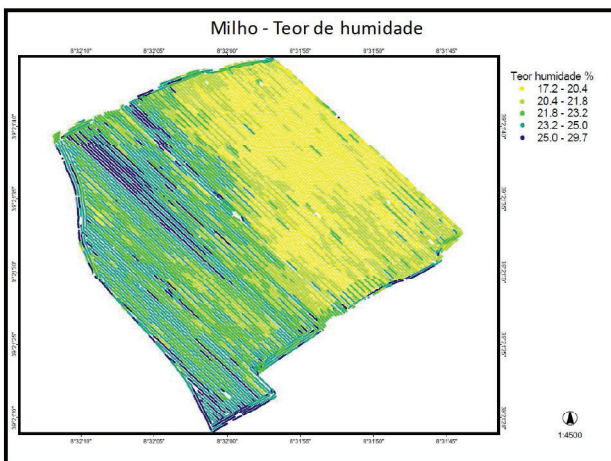 Milho - Teor de humidade
8°32'10" 8°32'05" 8°32'00" 8°31'55" 8°31'50" 8°31'45"
Teor humidade %
17.2 - 20.4
20.4 - 21.8
21.8 - 23.2
23.2 - 25.0
25.0 - 29.7
8°32'10" 8°32'05" 8°32'00" 8°31'55" 8°31'50" 8°31'45"
1:4500